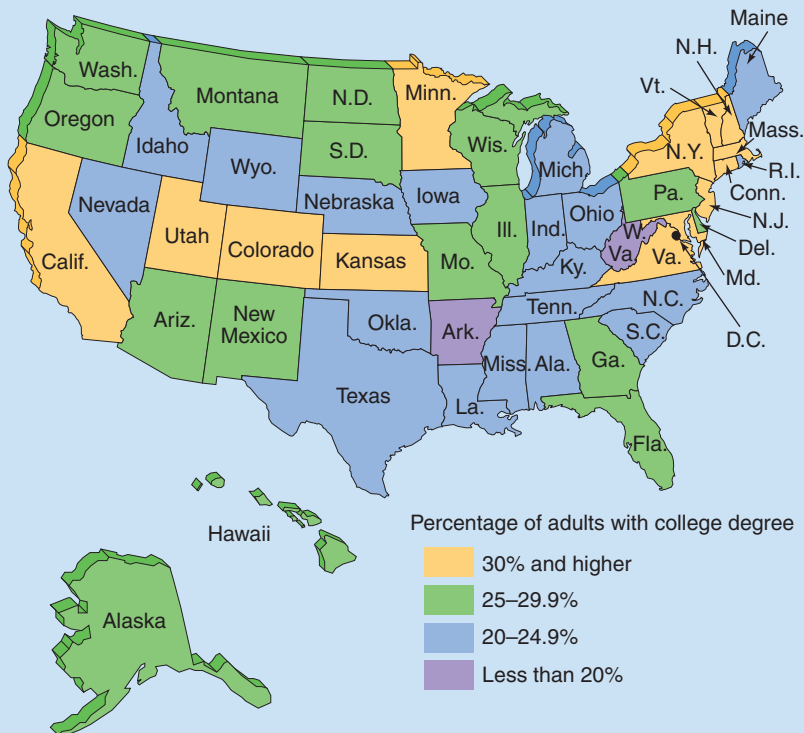 Maine
N.H.
Vt.
Wash.
Montana
N.D.
Minn.
Oregon
Mass.
Idaho
S.D.
Wis.
N.Y.
R.I.
Wyo.
Mich.
Conn.
Nevada
Nebraska
Iowa
Pa.
N.J.
Utah
Colorado
Ill.
Ind.
Ohio
W.
Va.
Del.
Calif.
Kansas
Mo.
Ky.
Va.
Md.
Ariz.
New
Mexico
Okla.
Ark.
Tenn.
N.C.
D.C.
S.C.
Texas
Miss.
Ala.
Ga.
La.
Fla.
Hawaii
Alaska
Percentage of adults with college degree
30% and higher
25–29.9%
20–24.9%
Less than 20%